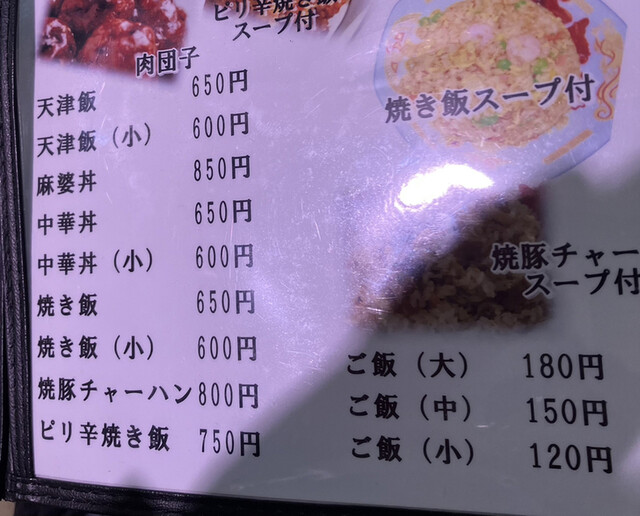 ピリ辛焼き飯
スープ付
肉団子
天津飯 650円
天津飯（小） 600円
麻婆丼 850円
中華丼 650円
中華丼（小） 600円
焼き飯 650円
焼き飯（小） 600円
焼豚チャーハン 800円
ピリ辛焼き飯 750円
焼き飯スープ付
焼豚チャー
スープ付
ご飯（大） 180円
ご飯（中） 150円
ご飯（小） 120円